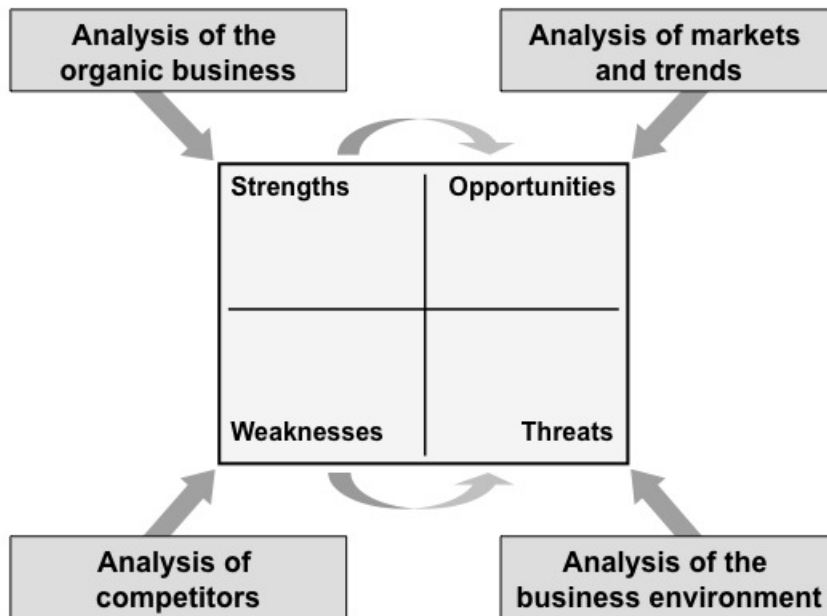 Analysis of the
organic business
Analysis of markets
and trends
Strengths
Opportunities
Weaknesses
Threats
Analysis of
competitors
Analysis of the
business environment